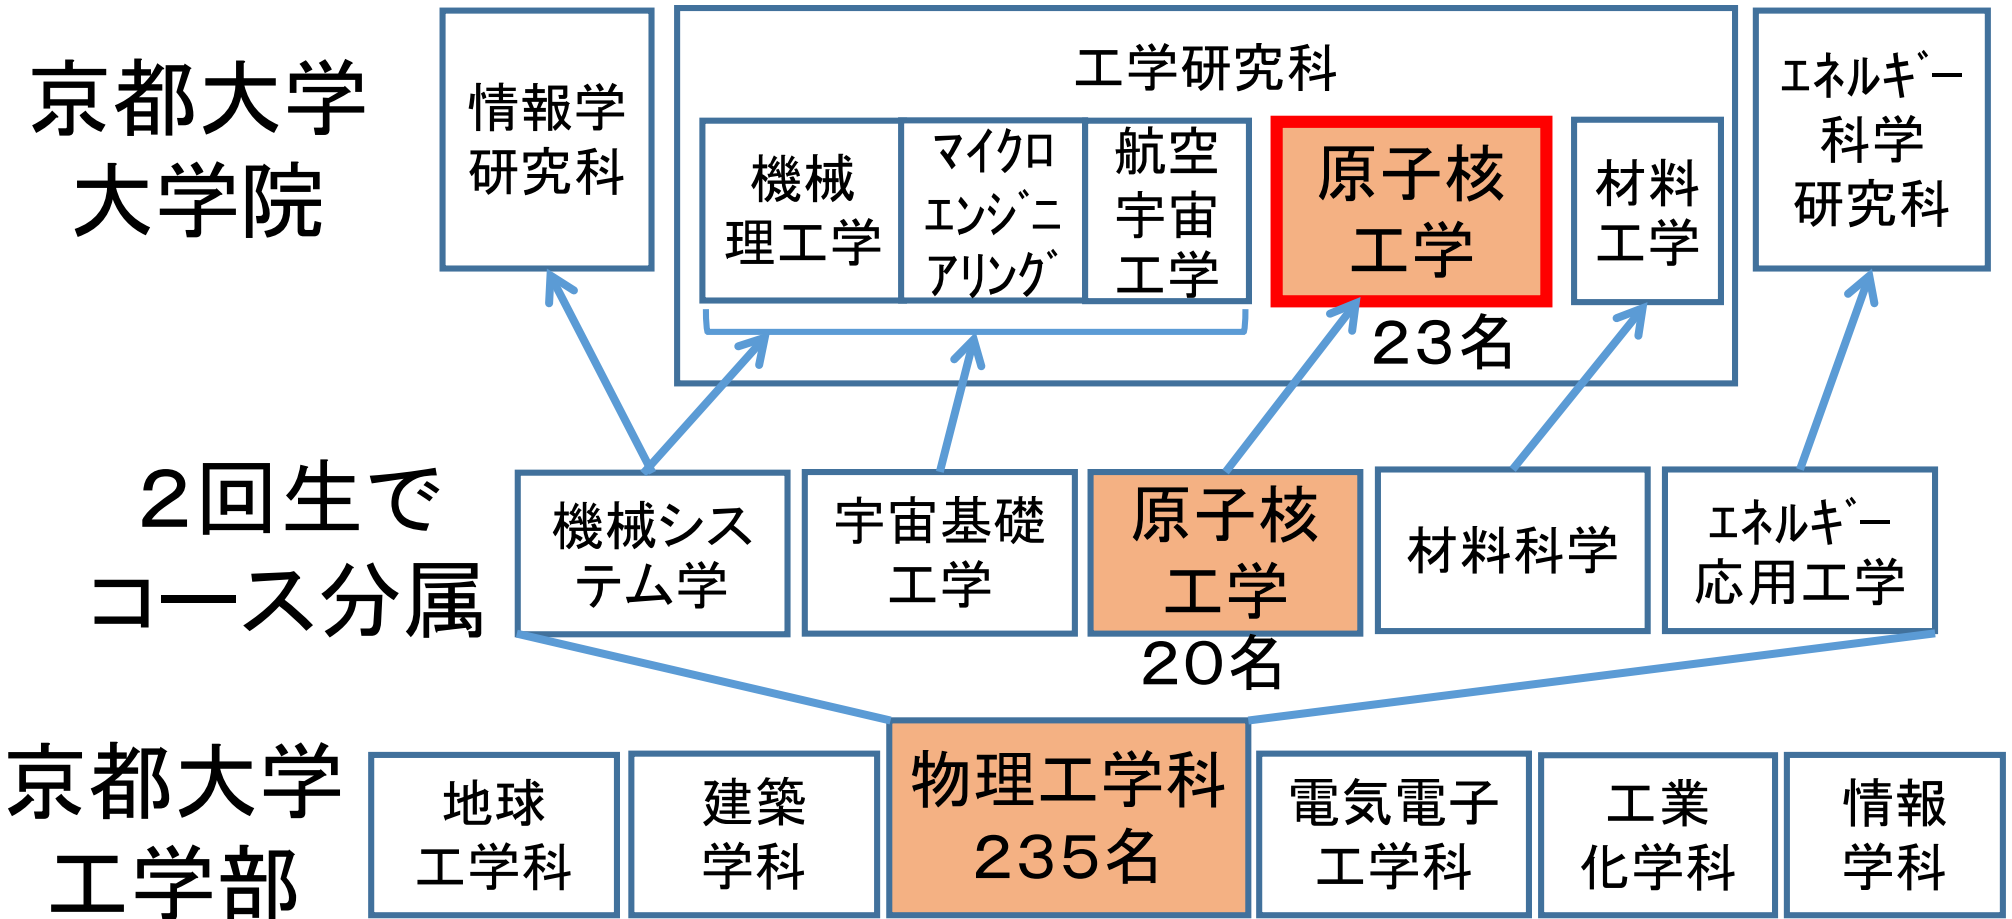 京都大学
大学院
情報学
研究科
工学研究科
機械
理工学
マイクロ
エンジニ
アリング
航空
宇宙
工学
原子核
工学
23名
材料
工学
エネルギー
科学
研究科
2回生で
コース分属
機械シス
テム学
宇宙基礎
工学
原子核
工学
20名
材料科学
エネルギー
応用工学
京都大学
工学部
地球
工学科
建築
学科
物理工学科
235名
電気電子
工学科
工業
化学科
情報
学科